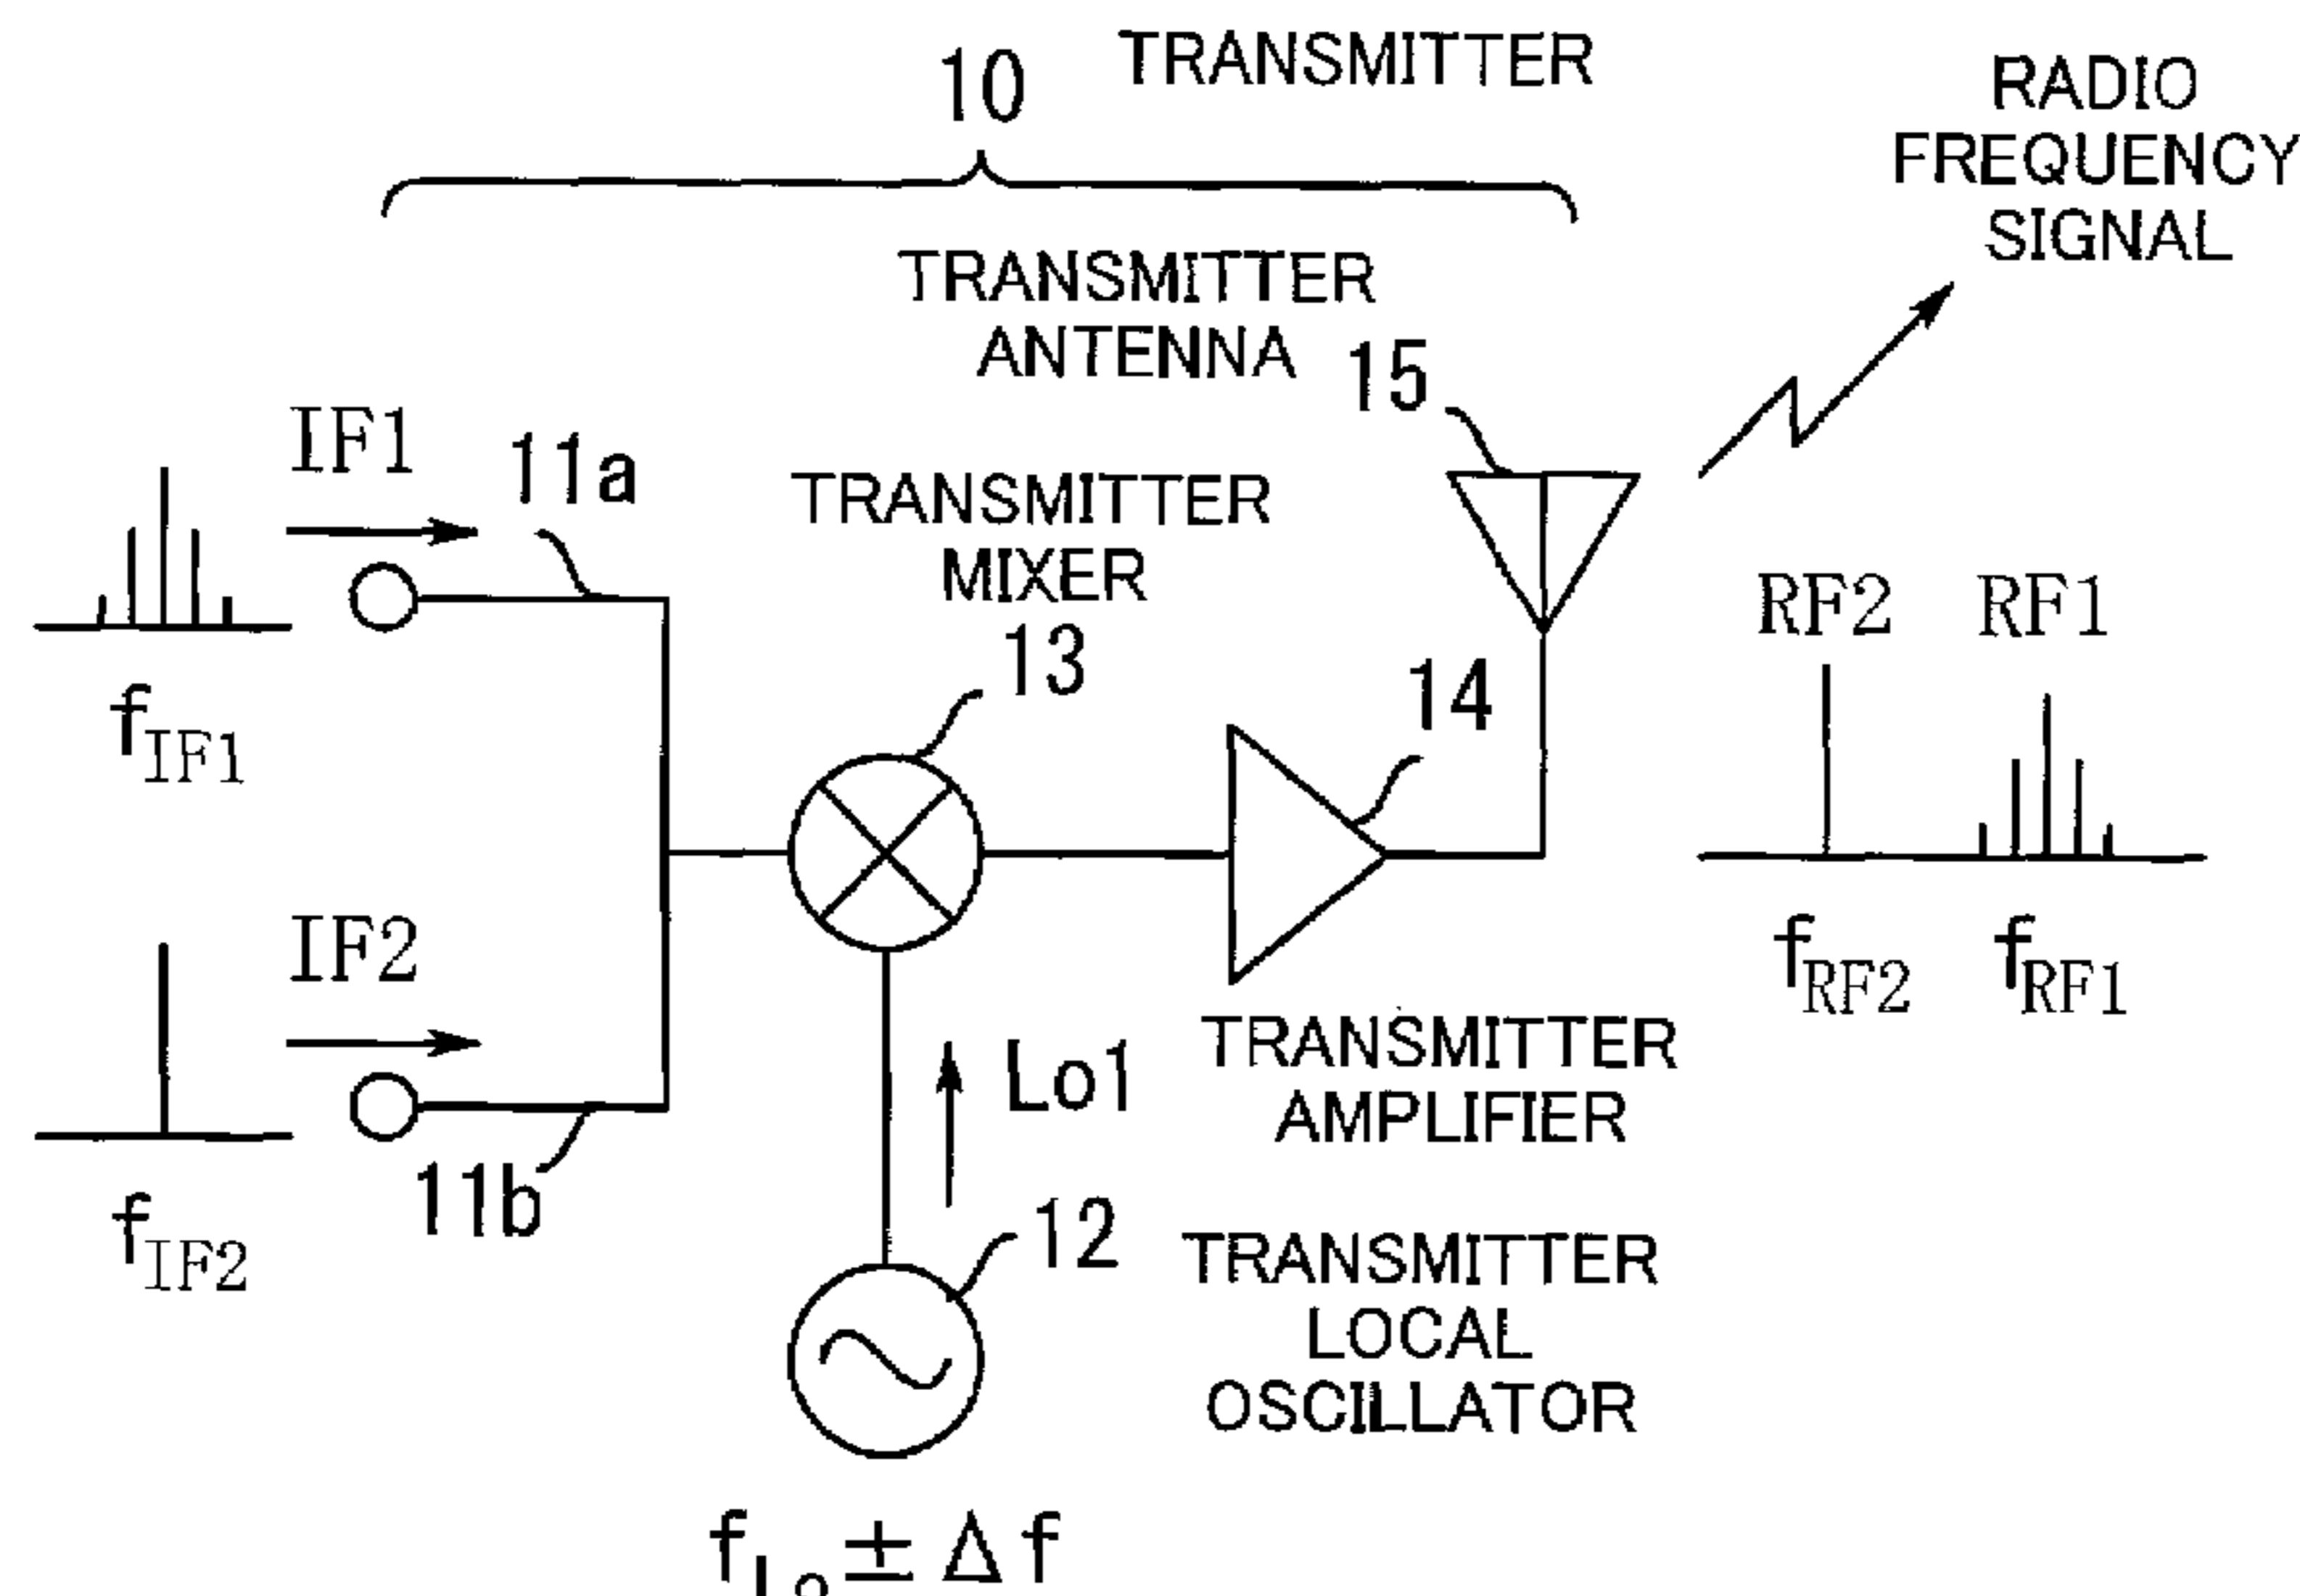 10
TRANSMITTER
RADIO
FREQUENCY
SIGNAL
TRANSMITTER
ANTENNA
15
IF1
11a
TRANSMITTER
MIXER
13
14
RF2
RF1
fIF1
IF2
fRF2
fRF1
Lo1
TRANSMITTER
AMPLIFIER
11b
12
fIF2
TRANSMITTER
LOCAL
OSCILLATOR
fLo ± Δf